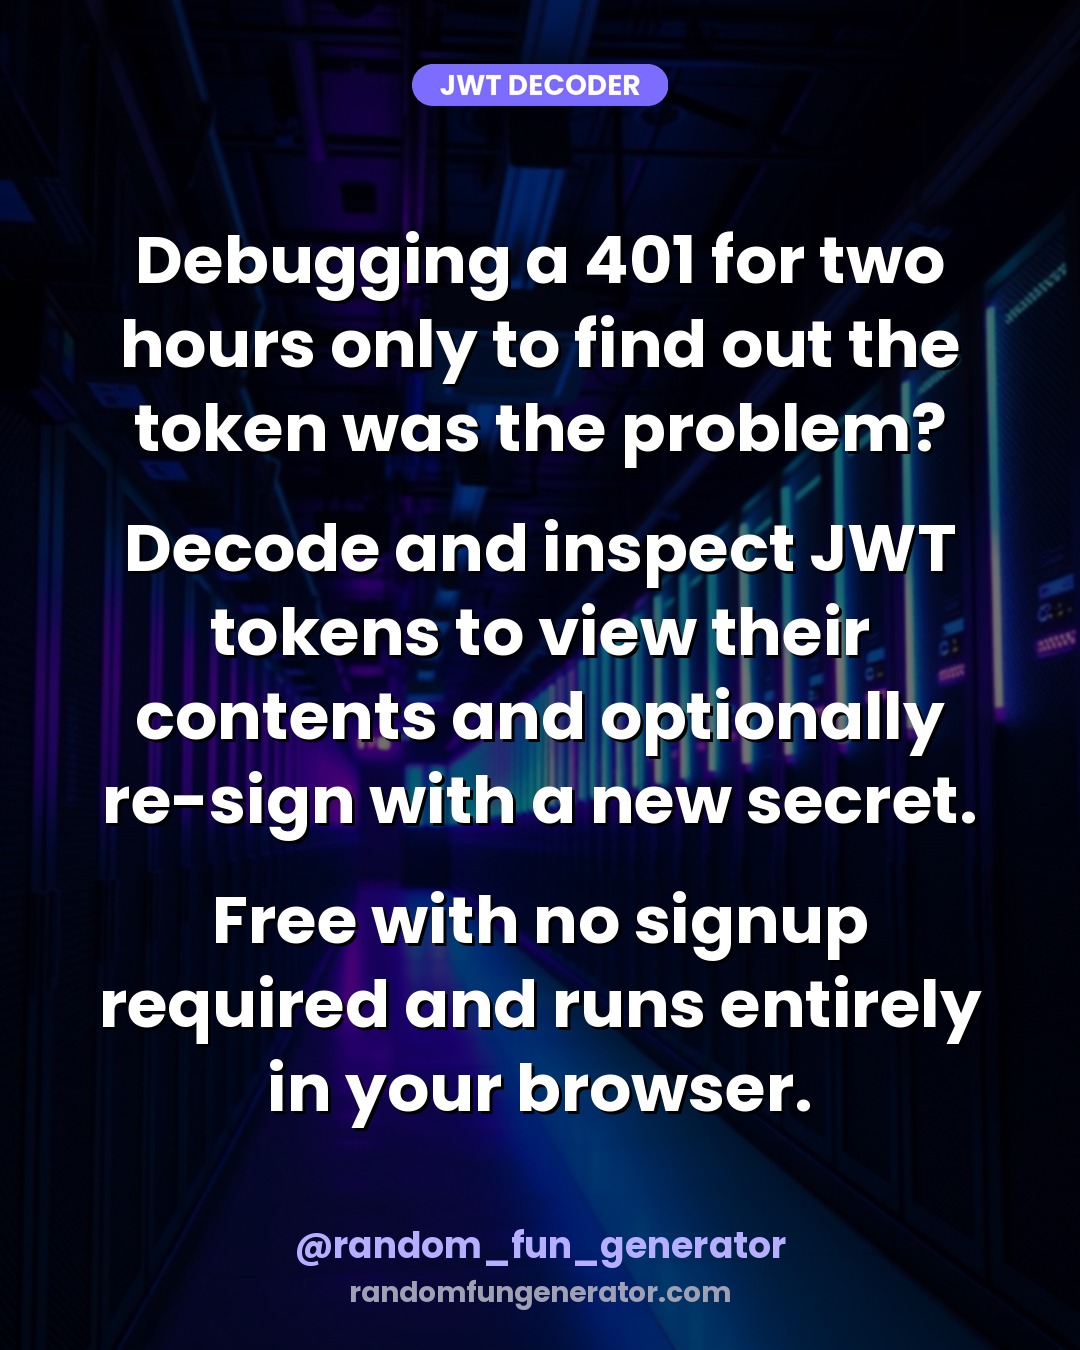 JWT DECODER
Debugging a 401 for two
hours only to find out the
token was the problem?
Decode and inspect JWT
tokens to view their
contents and optionally
re-sign with a new secret.
Free with no signup
required and runs entirely
in your browser.
@random_fun_generator
randomfungenerator.com